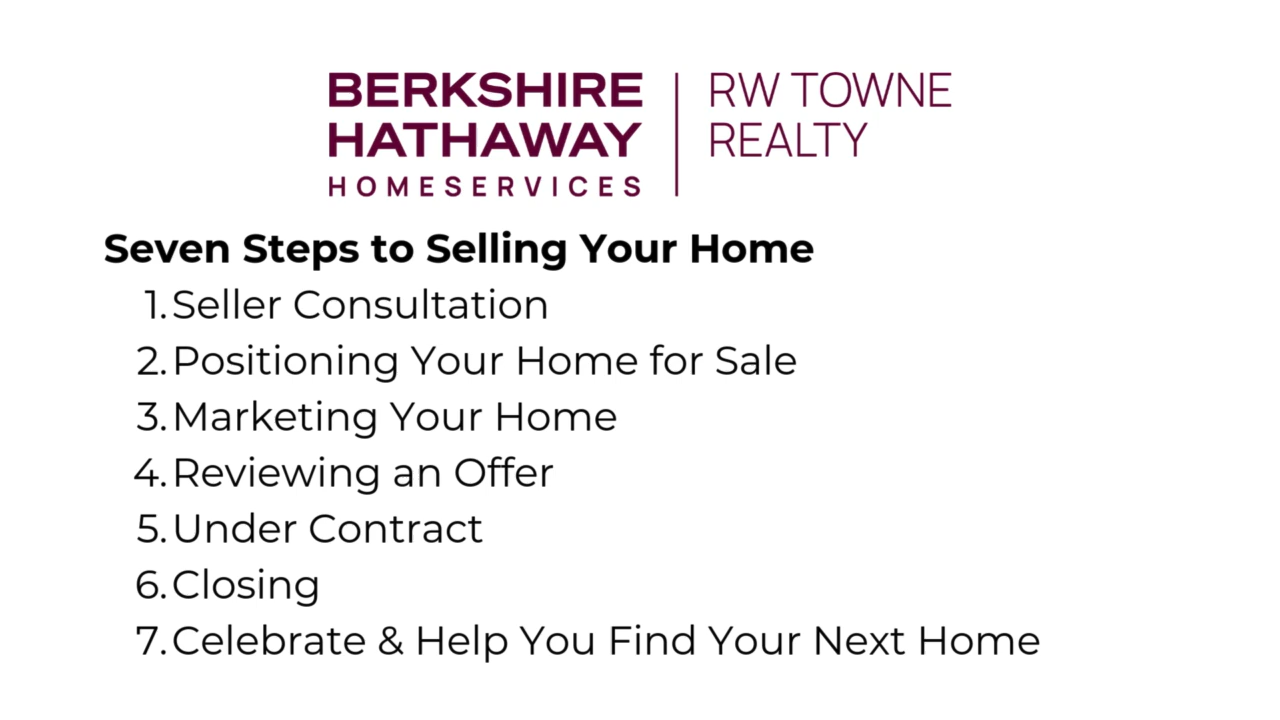 BERKSHIRE
HATHAWAY
HOMESERVICES
RW TOWNE
REALTY
Seven Steps to Selling Your Home
1. Seller Consultation
2. Positioning Your Home for Sale
3. Marketing Your Home
4. Reviewing an Offer
5. Under Contract
6. Closing
7. Celebrate & Help You Find Your Next Home